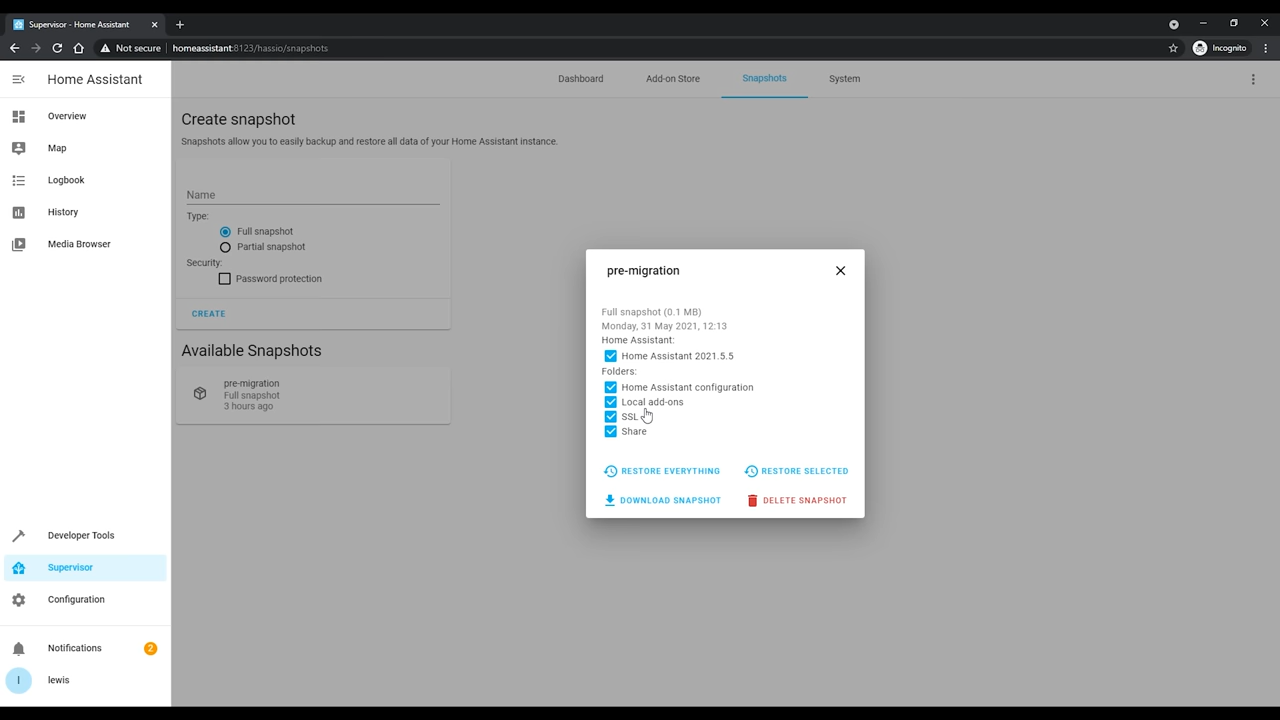 Supervisor - Home Assistant
Not secure
homeassistant:8123/hassio/snapshots
Incognito
Home Assistant
Dashboard
Add-on Store
Snapshots
System
Overview
Map
Logbook
History
Media Browser
Developer Tools
Supervisor
Configuration
Notifications
2
l
lewis
Create snapshot
Snapshots allow you to easily backup and restore all data of your Home Assistant instance.
Name
Type:
Full snapshot
Partial snapshot
Security:
Password protection
CREATE
Available Snapshots
pre-migration
Full snapshot
3 hours ago
pre-migration
Full snapshot (0.1 MB)
Monday, 31 May 2021, 12:13
Home Assistant:
Home Assistant 2021.5.5
Folders:
Home Assistant configuration
Local add-ons
SSL
Share
RESTORE EVERYTHING
RESTORE SELECTED
DOWNLOAD SNAPSHOT
DELETE SNAPSHOT